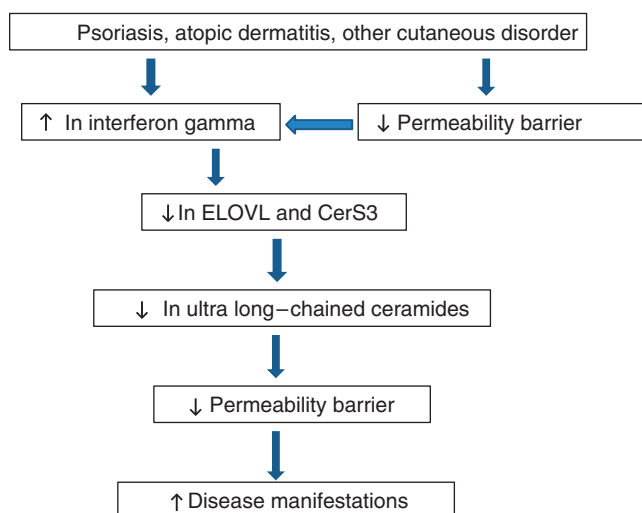 Psoriasis, atopic dermatitis, other cutaneous disorder
↑ In interferon gamma
↓ Permeability barrier
↓ In ELOVL and CerS3
↓ In ultra long–chained ceramides
↓ Permeability barrier
↑ Disease manifestations